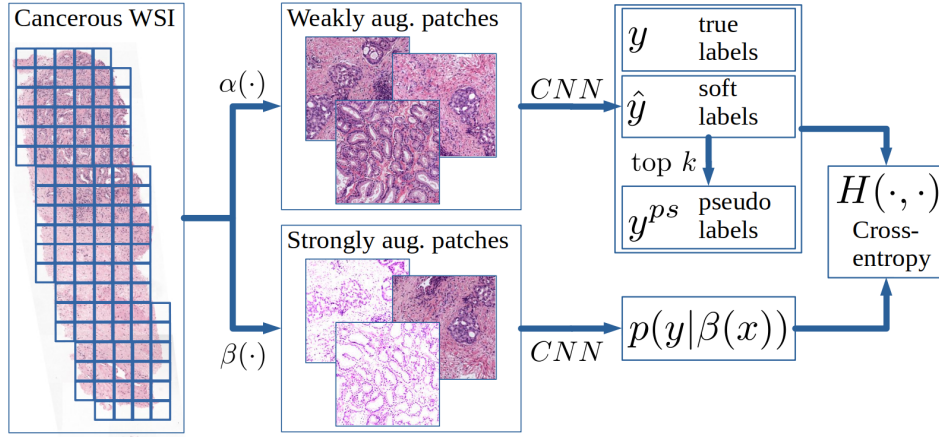 Cancerous WSI
α(·)
β(·)
Weakly aug. patches
Strongly aug. patches
CNN
CNN
y true
labels
ŷ soft
labels
top k
y^{ps} pseudo
labels
p(y|β(x))
H(·, ·)
Cross-
entropy